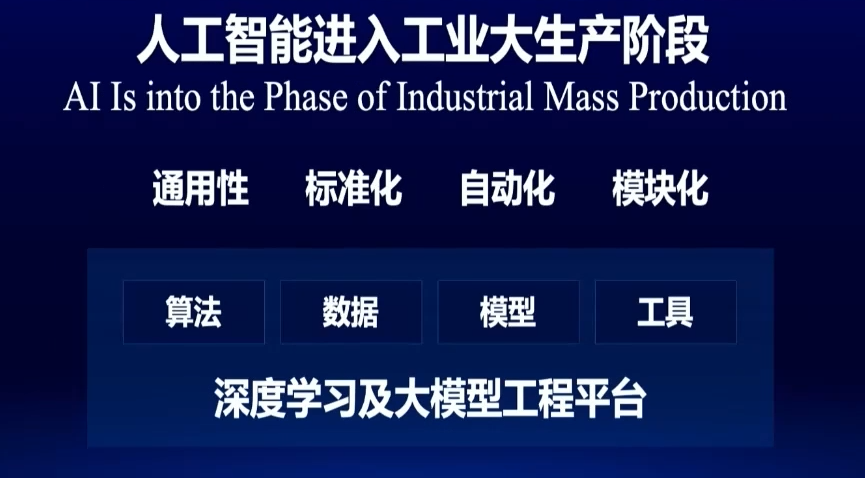 人工智能进入工业大生产阶段
AI Is into the Phase of Industrial Mass Production
通用性 标准化 自动化 模块化
算法 数据 模型 工具
深度学习及大模型工程平台